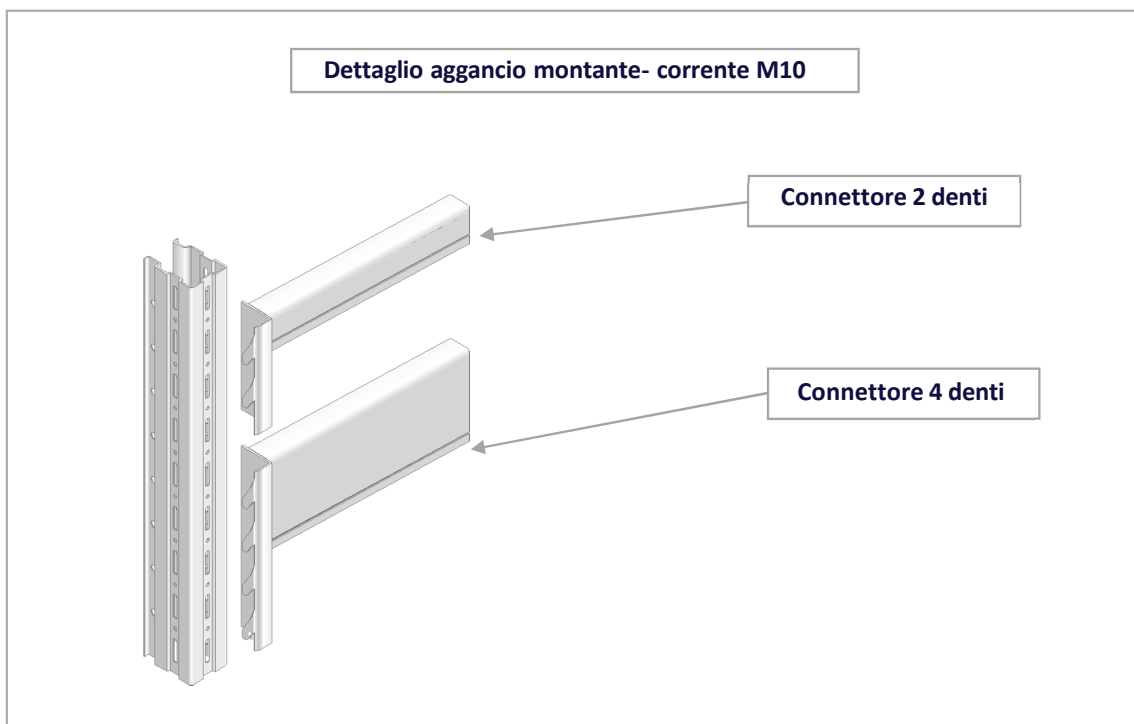 Dettaglio aggancio montante- corrente M10
Connettore 2 denti
Connettore 4 denti